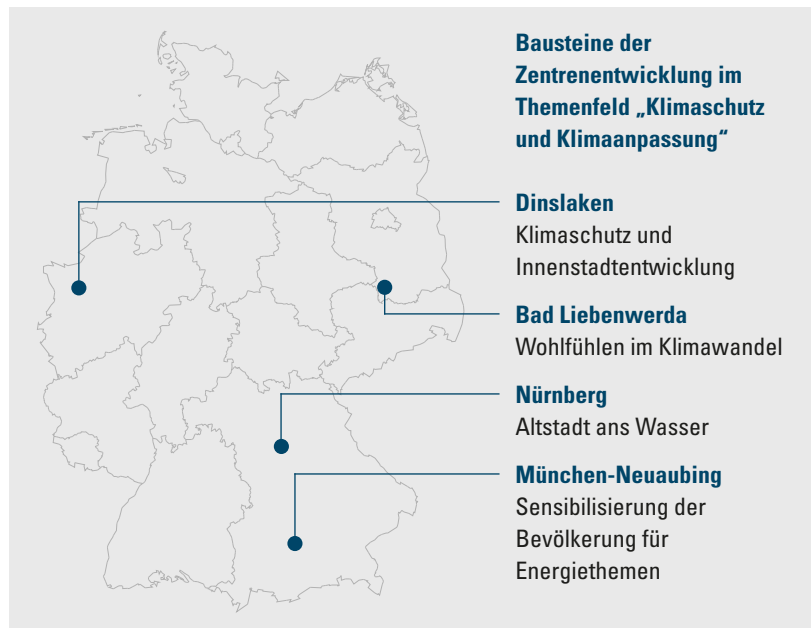 Bausteine der
Zentrenentwicklung im
Themenfeld „Klimaschutz
und Klimaanpassung“
Dinslaken
Klimaschutz und
Innenstadtentwicklung
Bad Liebenwerda
Wohlfühlen im Klimawandel
Nürnberg
Altstadt ans Wasser
München-Neuaubing
Sensibilisierung der
Bevölkerung für
Energiethemen